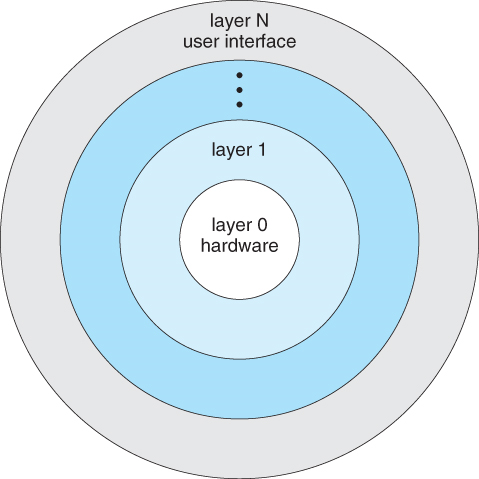 layer N
user interface
layer 1
layer 0
hardware